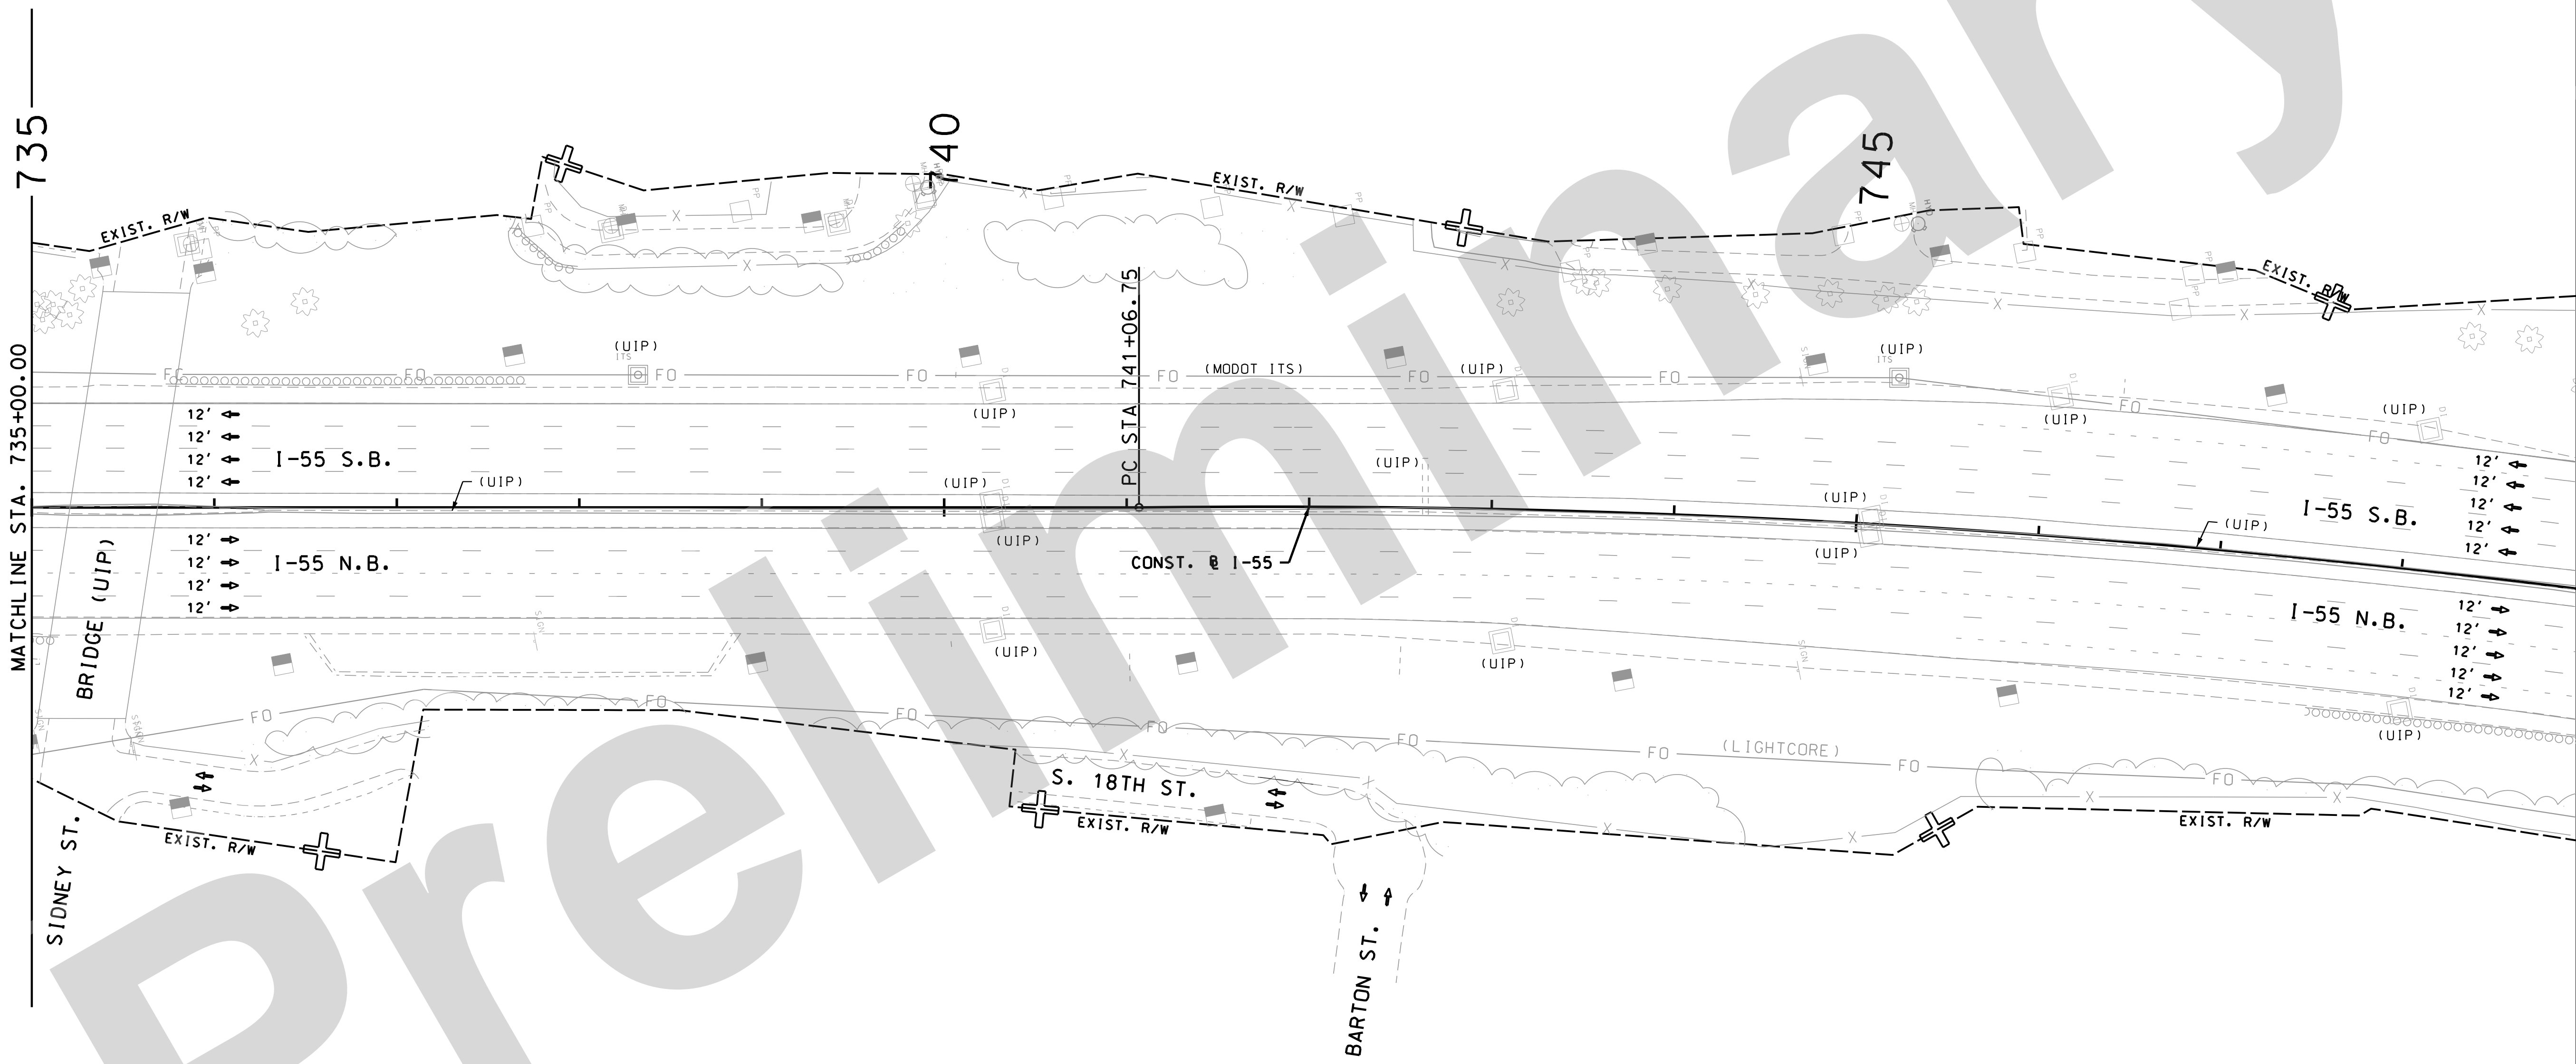 735
740
745
EXIST. R/W
EXIST. R/W
EXIST. R/W
MATCHLINE STA. 735+00.00
PC STA 741+06.75
(UIP)
ITS
(UIP)
ITS
FO
FO
FO
FO
FO
(MODOT ITS)
FO
(UIP)
FO
FO
FO
(UIP)
(UIP)
(UIP)
12'
12'
12'
12'
I-55 S.B.
(UIP)
(UIP)
(UIP)
(UIP)
12'
12'
12'
12'
12'
I-55 S.B.
(UIP)
(UIP)
(UIP)
12'
12'
12'
12'
I-55 N.B.
CONST. ℄ I-55
12'
12'
12'
12'
12'
I-55 N.B.
BRIDGE (UIP)
SIGN
SIGN
(UIP)
(UIP)
(UIP)
FO
FO
FO
FO
FO
FO
(LIGHTCORE)
FO
FO
S. 18TH ST.
EXIST. R/W
EXIST. R/W
EXIST. R/W
SIDNEY ST.
BARTON ST.
Preliminary